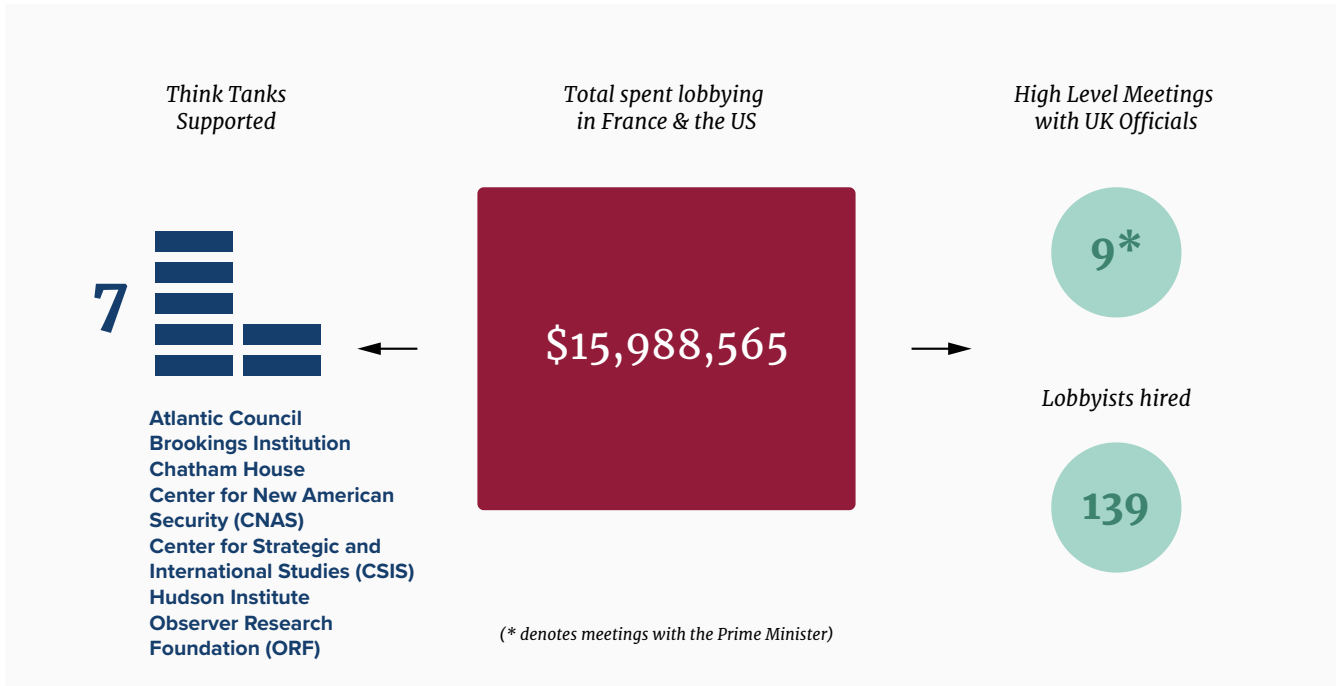 Think Tanks
Supported
7
Atlantic Council
Brookings Institution
Chatham House
Center for New American
Security (CNAS)
Center for Strategic and
International Studies (CSIS)
Hudson Institute
Observer Research
Foundation (ORF)
Total spent lobbying
in France & the US
$15,988,565
(* denotes meetings with the Prime Minister)
High Level Meetings
with UK Officials
9*
Lobbyists hired
139